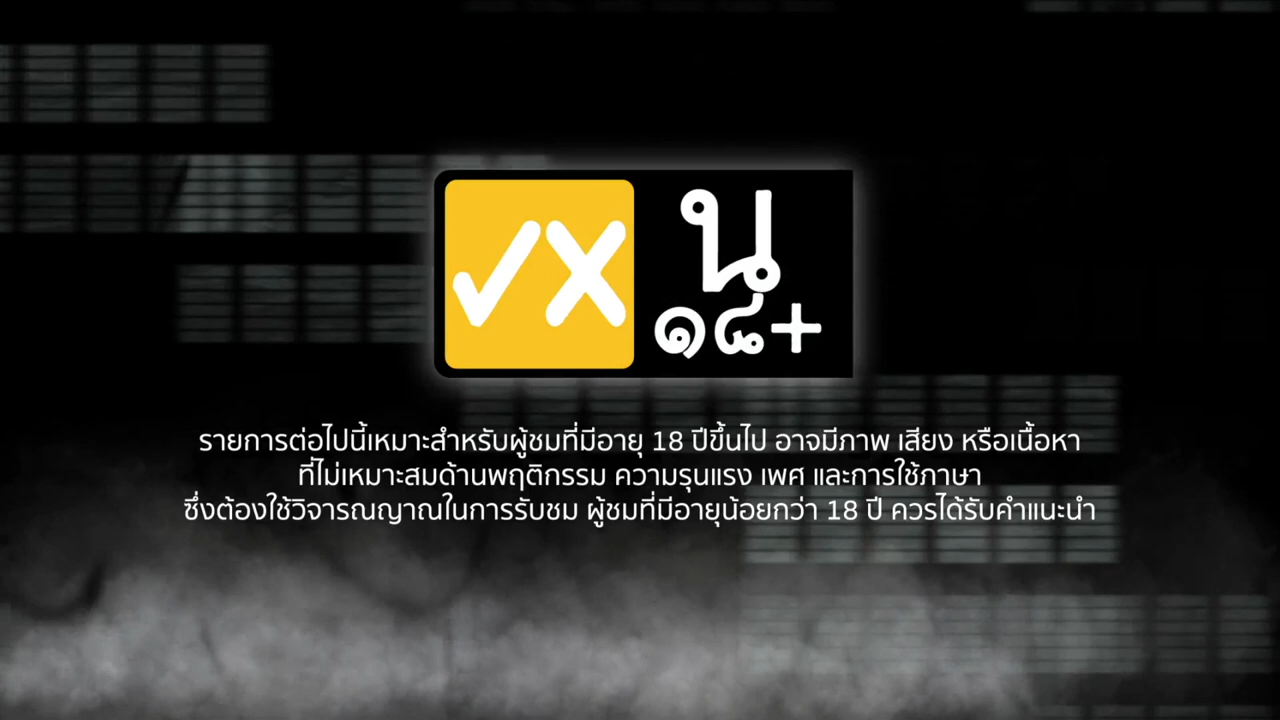 น
๑๘+
รายการต่อไปนี้เหมาะสำหรับผู้ชมที่มีอายุ 18 ปีขึ้นไป อาจมีภาพ เสียง หรือเนื้อหา
ที่ไม่เหมาะสมด้านพฤติกรรม ความรุนแรง เพศ และการใช้ภาษา
ซึ่งต้องใช้วิจารณญาณในการรับชม ผู้ชมที่มีอายุน้อยกว่า 18 ปี ควรได้รับคำแนะนำ